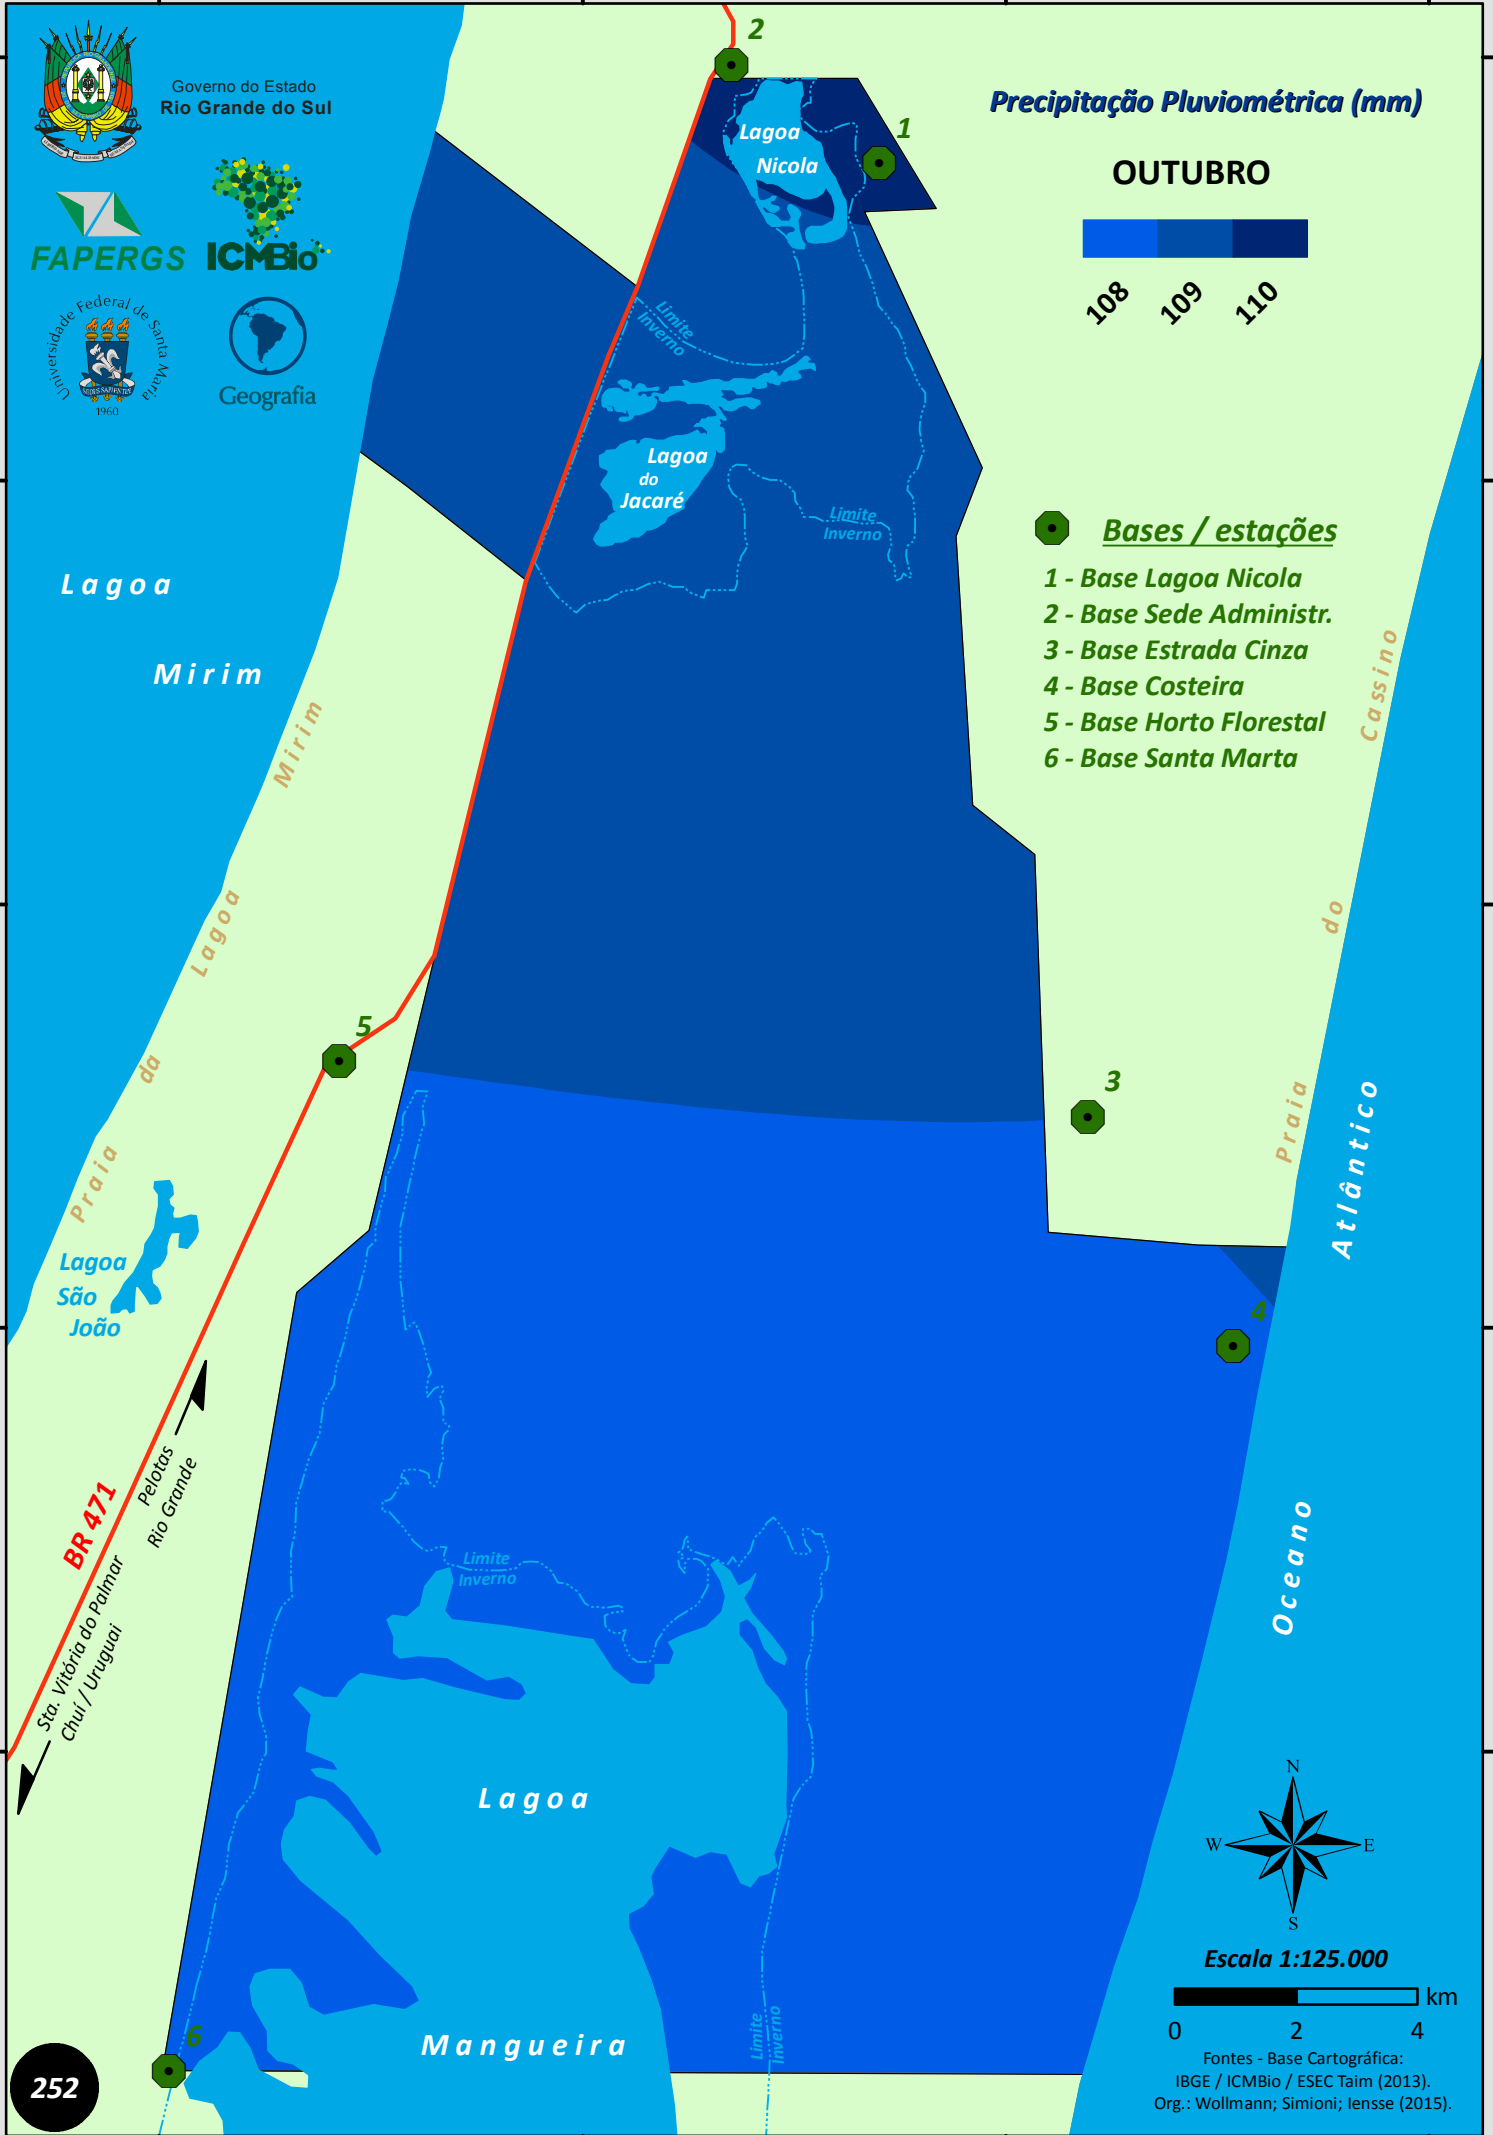 Governo do Estado
Rio Grande do Sul
FAPERGS
ICMBio
Universidade Federal de Santa Maria
1960
Geografia
Precipitação Pluviométrica (mm)
OUTUBRO
108
109
110
2
1
Lagoa
Nicola
Limite
Inverno
Lagoa
do
Jacaré
Limite
Inverno
Bases / estações
1 - Base Lagoa Nicola
2 - Base Sede Administr.
3 - Base Estrada Cinza
4 - Base Costeira
5 - Base Horto Florestal
6 - Base Santa Marta
Lagoa
Mirim
Praia da Lagoa Mirim
Praia do Cassino
5
3
4
Lagoa
São
João
Oceano Atlântico
BR 471
Pelotas
Rio Grande
Sta. Vitória do Palmar
Chuí / Uruguai
Limite
Inverno
Lagoa
Mangueira
Limite
Inverno
6
N
W
E
S
Escala 1:125.000
km
0 2 4
Fontes - Base Cartográfica:
IBGE / ICMBio / ESEC Taim (2013).
Org.: Wollmann; Simioni; Iensse (2015).
252